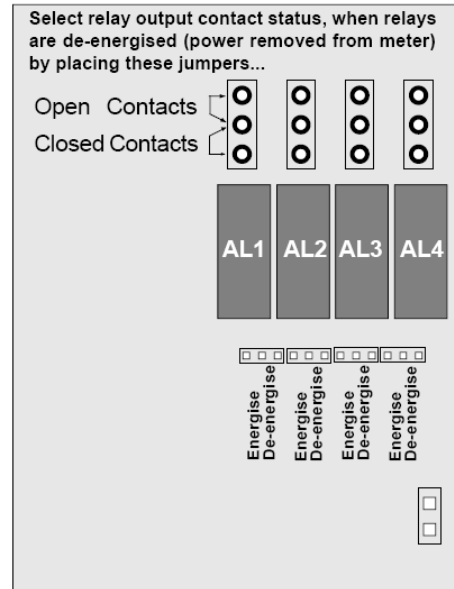 Select relay output contact status, when relays
are de-energised (power removed from meter)
by placing these jumpers...
Open Contacts
Closed Contacts
AL1 AL2 AL3 AL4
Energise
De-energise
Energise
De-energise
Energise
De-energise
Energise
De-energise